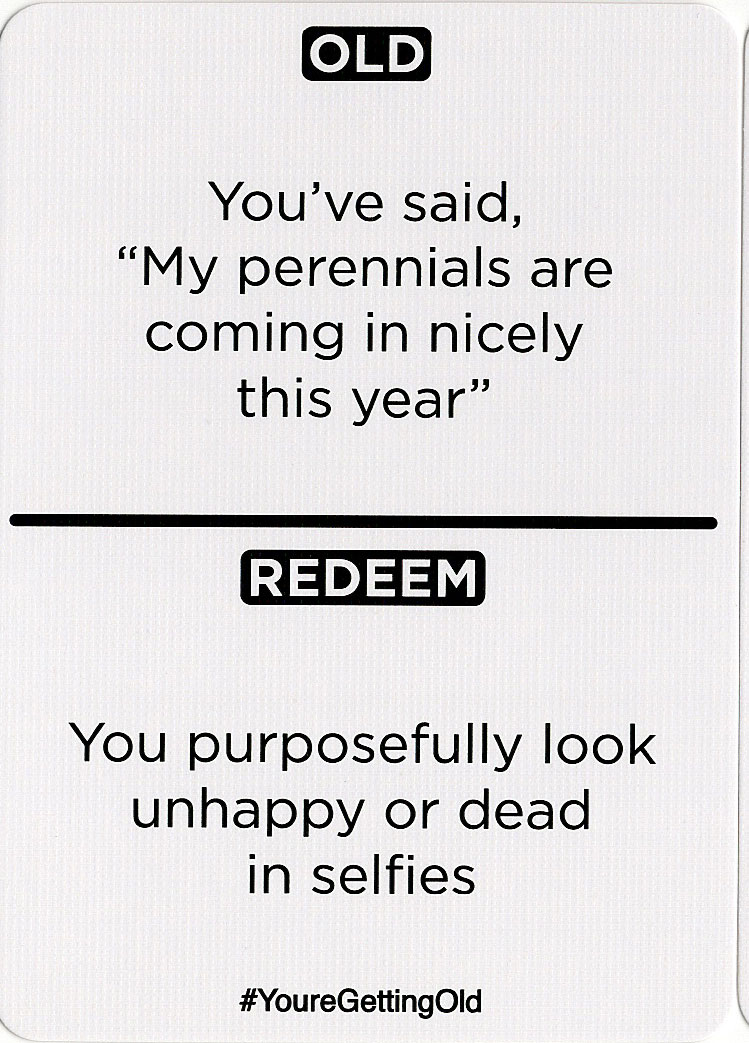 OLD
You’ve said,
“My perennials are
coming in nicely
this year”
REDEEM
You purposefully look
unhappy or dead
in selfies
#YoureGettingOld